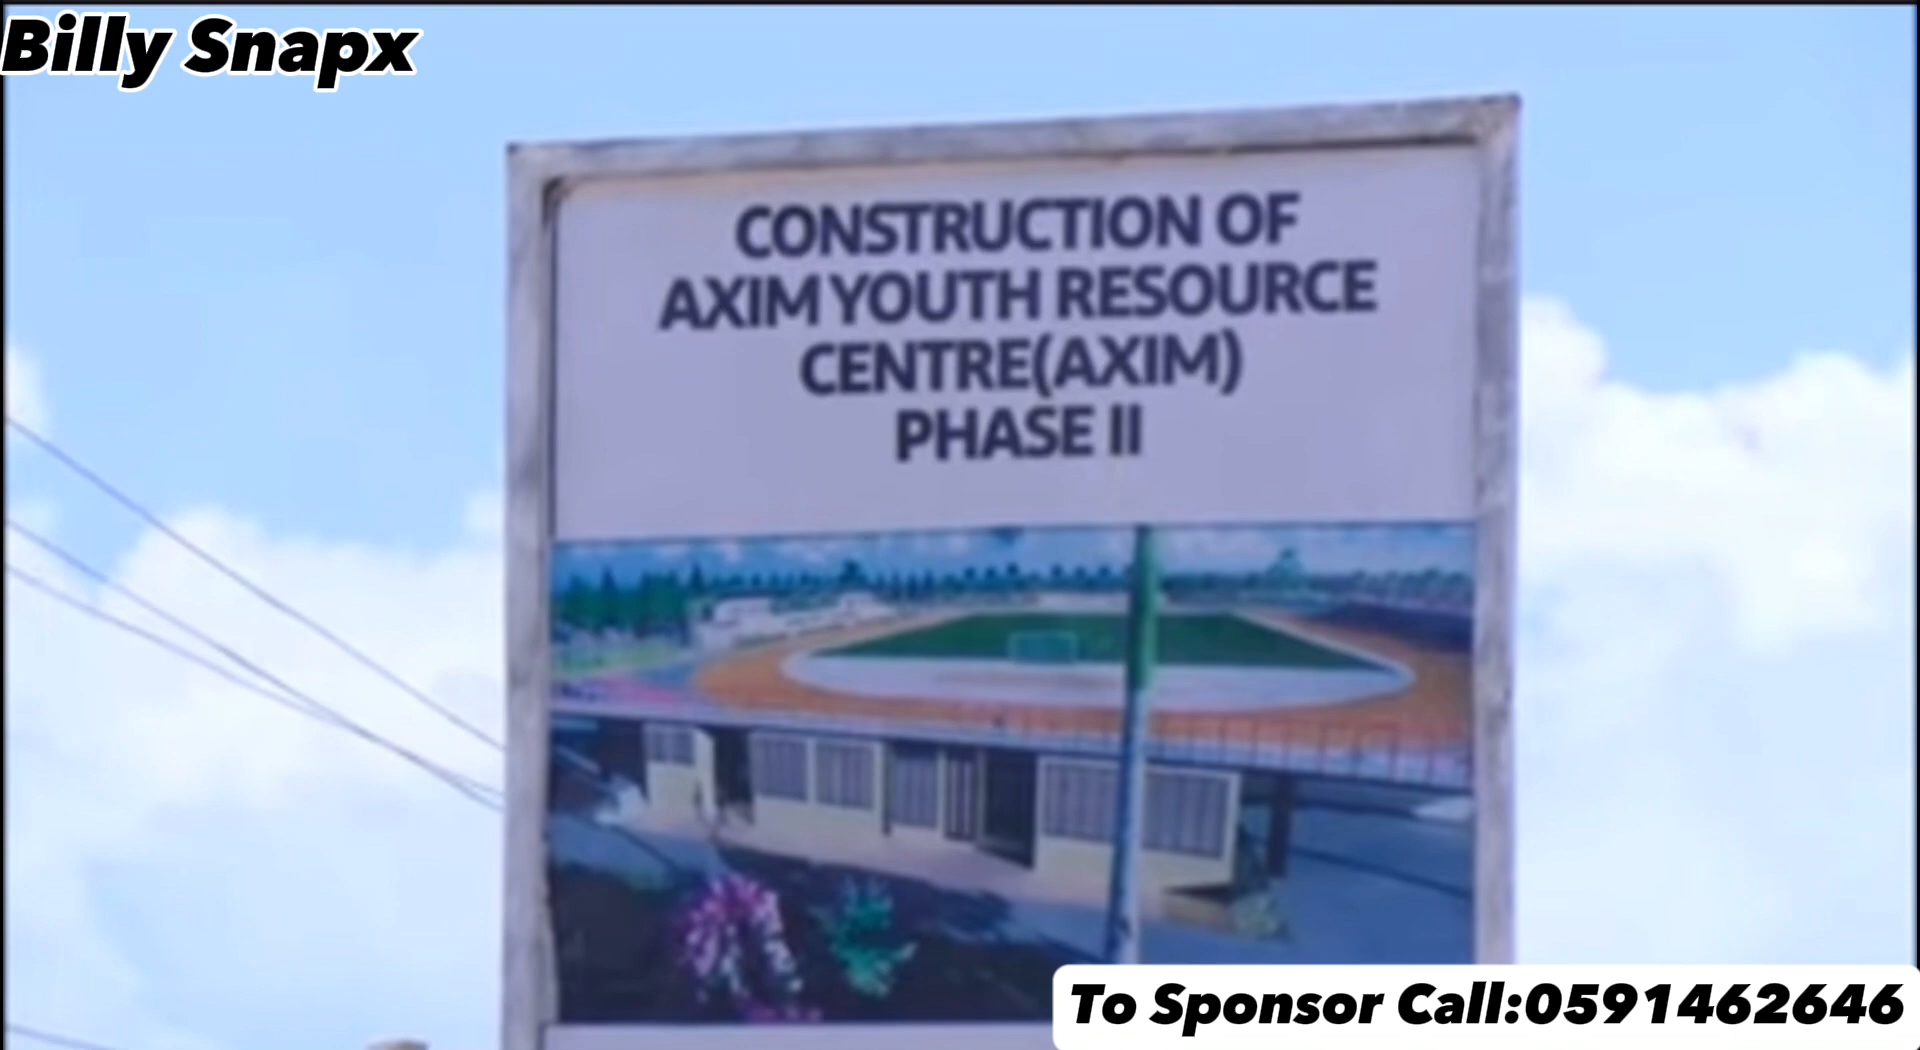 Billy Snapx
CONSTRUCTION OF
AXIM YOUTH RESOURCE
CENTRE(AXIM)
PHASE II
To Sponsor Call:0591462646